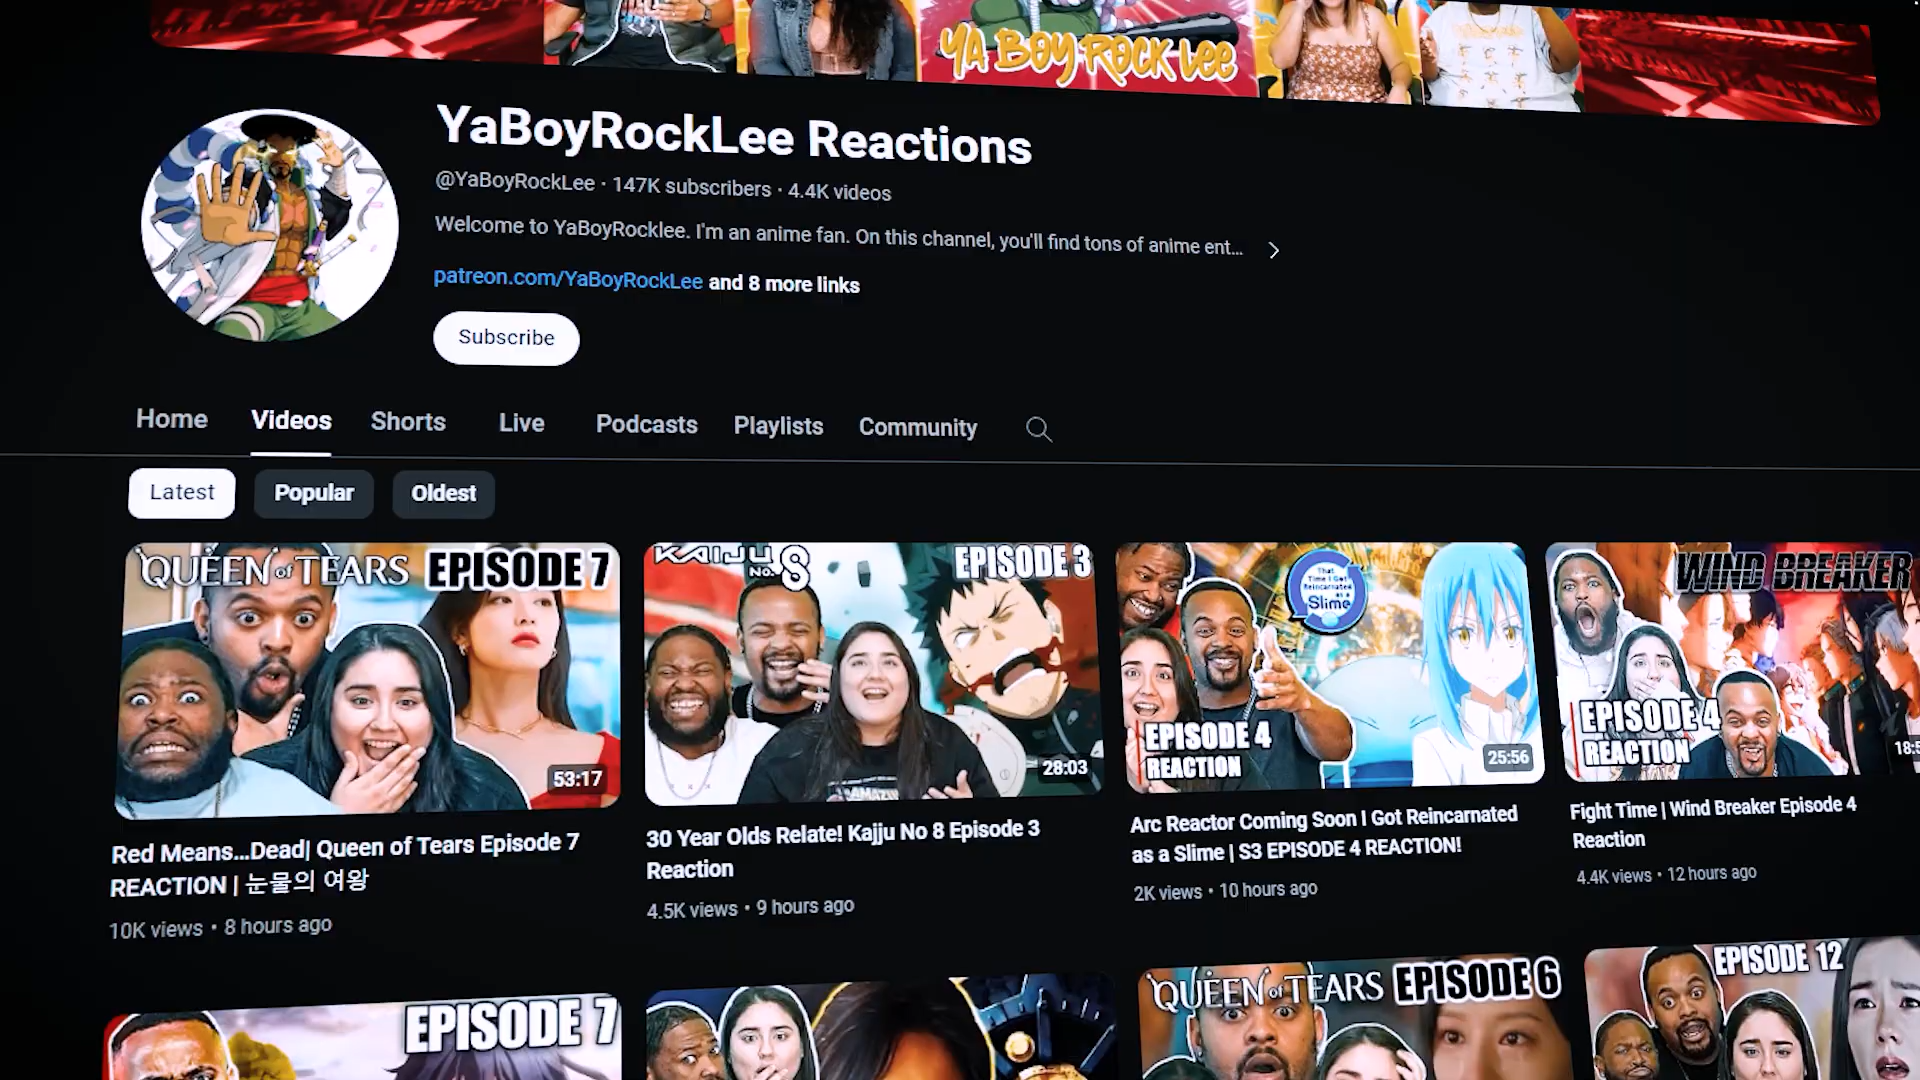 YA BOY ROCK LEE
YaBoyRockLee Reactions
@YaBoyRockLee · 147K subscribers · 4.4K videos
Welcome to YaBoyRocklee. I'm an anime fan. On this channel, you'll find tons of anime ent...
patreon.com/YaBoyRockLee and 8 more links
Subscribe
Home Videos Shorts Live Podcasts Playlists Community
Latest Popular Oldest
QUEEN of TEARS EPISODE 7
53:17
KAIJU No. 8 EPISODE 3
28:03
That
Time I Got
Reincarnated
as a
Slime
EPISODE 4
REACTION
25:56
WIND BREAKER
EPISODE 4
REACTION
18:5
Red Means...Dead| Queen of Tears Episode 7
REACTION | 눈물의 여왕
10K views · 8 hours ago
30 Year Olds Relate! Kajju No 8 Episode 3
Reaction
4.5K views · 9 hours ago
Arc Reactor Coming Soon I Got Reincarnated
as a Slime | S3 EPISODE 4 REACTION!
2K views · 10 hours ago
Fight Time | Wind Breaker Episode 4
Reaction
4.4K views · 12 hours ago
EPISODE 7
QUEEN of TEARS EPISODE 6
EPISODE 12